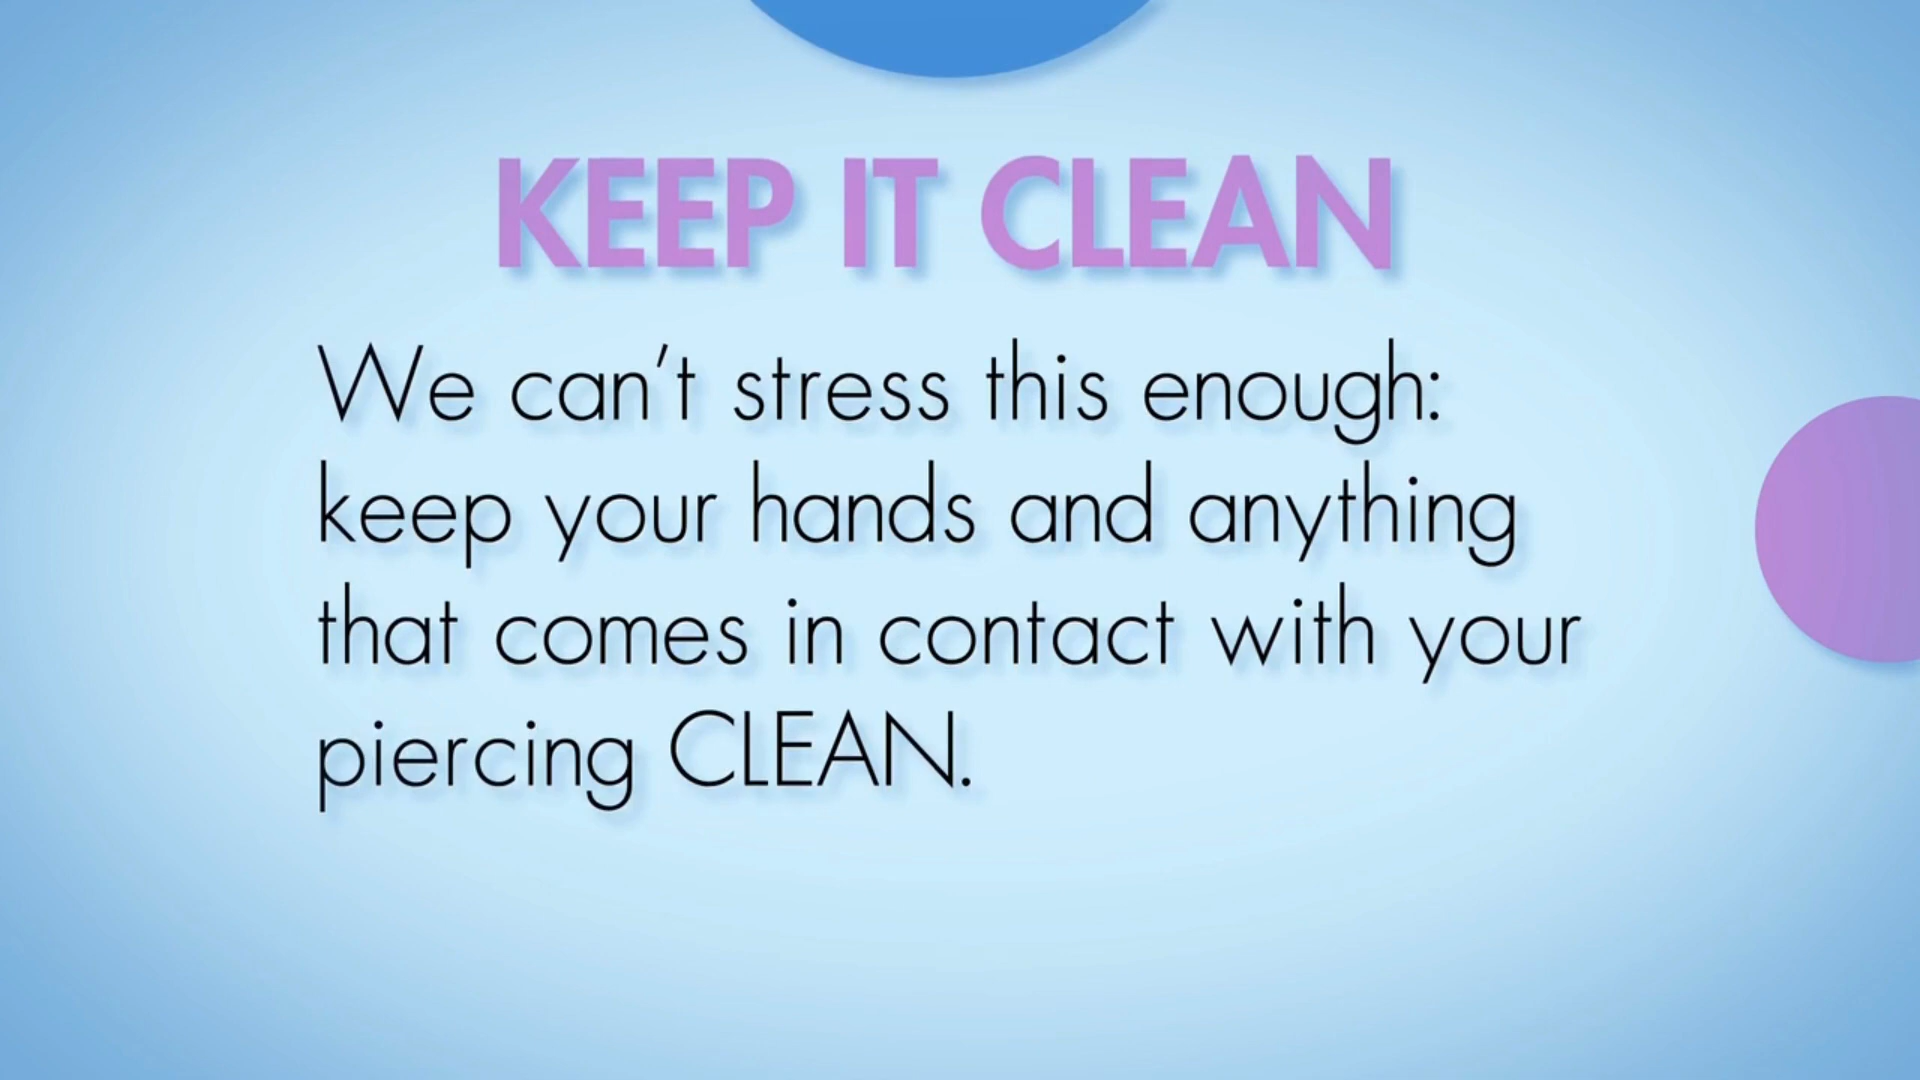 KEEP IT CLEAN
We can't stress this enough:
keep your hands and anything
that comes in contact with your
piercing CLEAN.